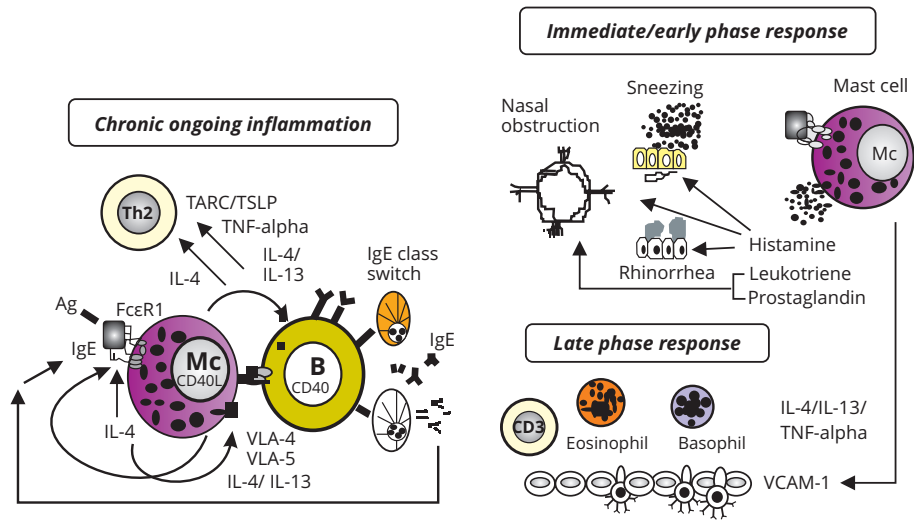 Immediate/early phase response
Chronic ongoing inflammation
Th2
TARC/TSLP
TNF-alpha
IL-4/
IL-13
IL-4
IgE class
switch
Ag
FcεR1
IgE
Mc
CD40L
B
CD40
IgE
IL-4
VLA-4
VLA-5
IL-4/ IL-13
Nasal
obstruction
Sneezing
Mast cell
Mc
Histamine
Rhinorrhea
Leukotriene
Prostaglandin
Late phase response
CD3
Eosinophil
Basophil
IL-4/IL-13/
TNF-alpha
VCAM-1